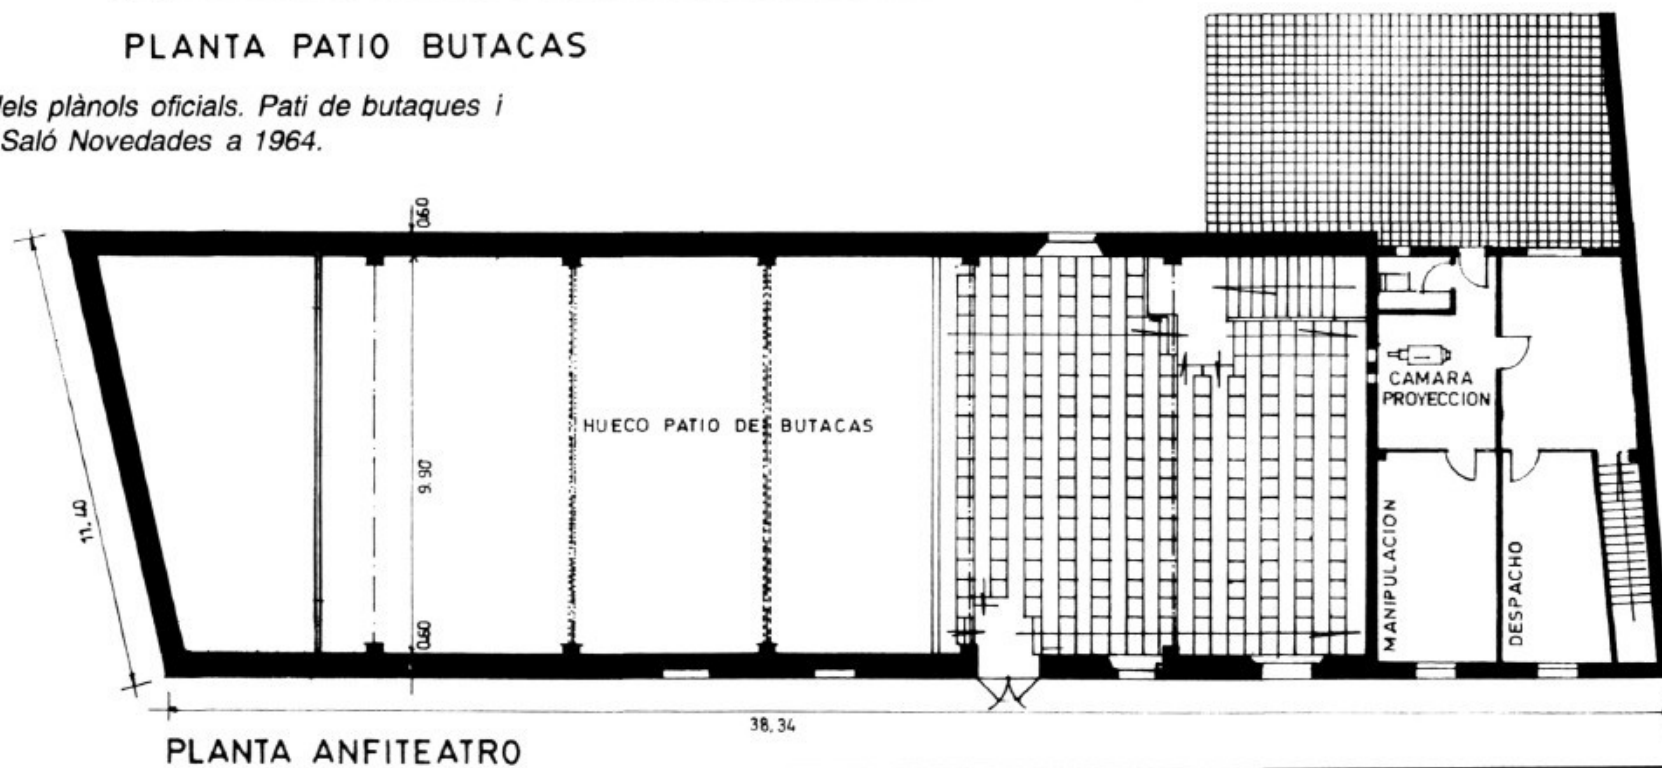 PLANTA PATIO BUTACAS
dels plànols oficials. Pati de butaques i
Saló Novedades a 1964.
0.60
HUECO PATIO DE BUTACAS
9.90
0.60
11.40
CAMARA
PROYECCION
MANIPULACION
DESPACHO
38,34
PLANTA ANFITEATRO